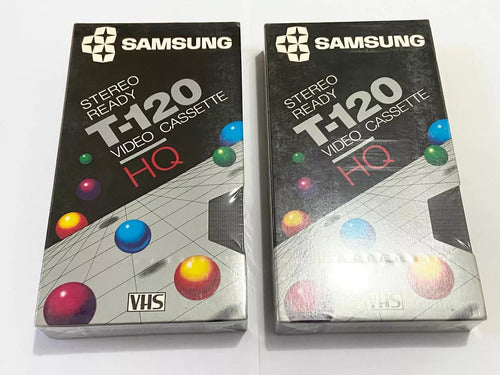 SAMSUNG
STEREO
READY
T-120
VIDEO CASSETTE
HQ
VHS
SAMSUNG
STEREO
READY
T-120
VIDEO CASSETTE
HQ
VHS